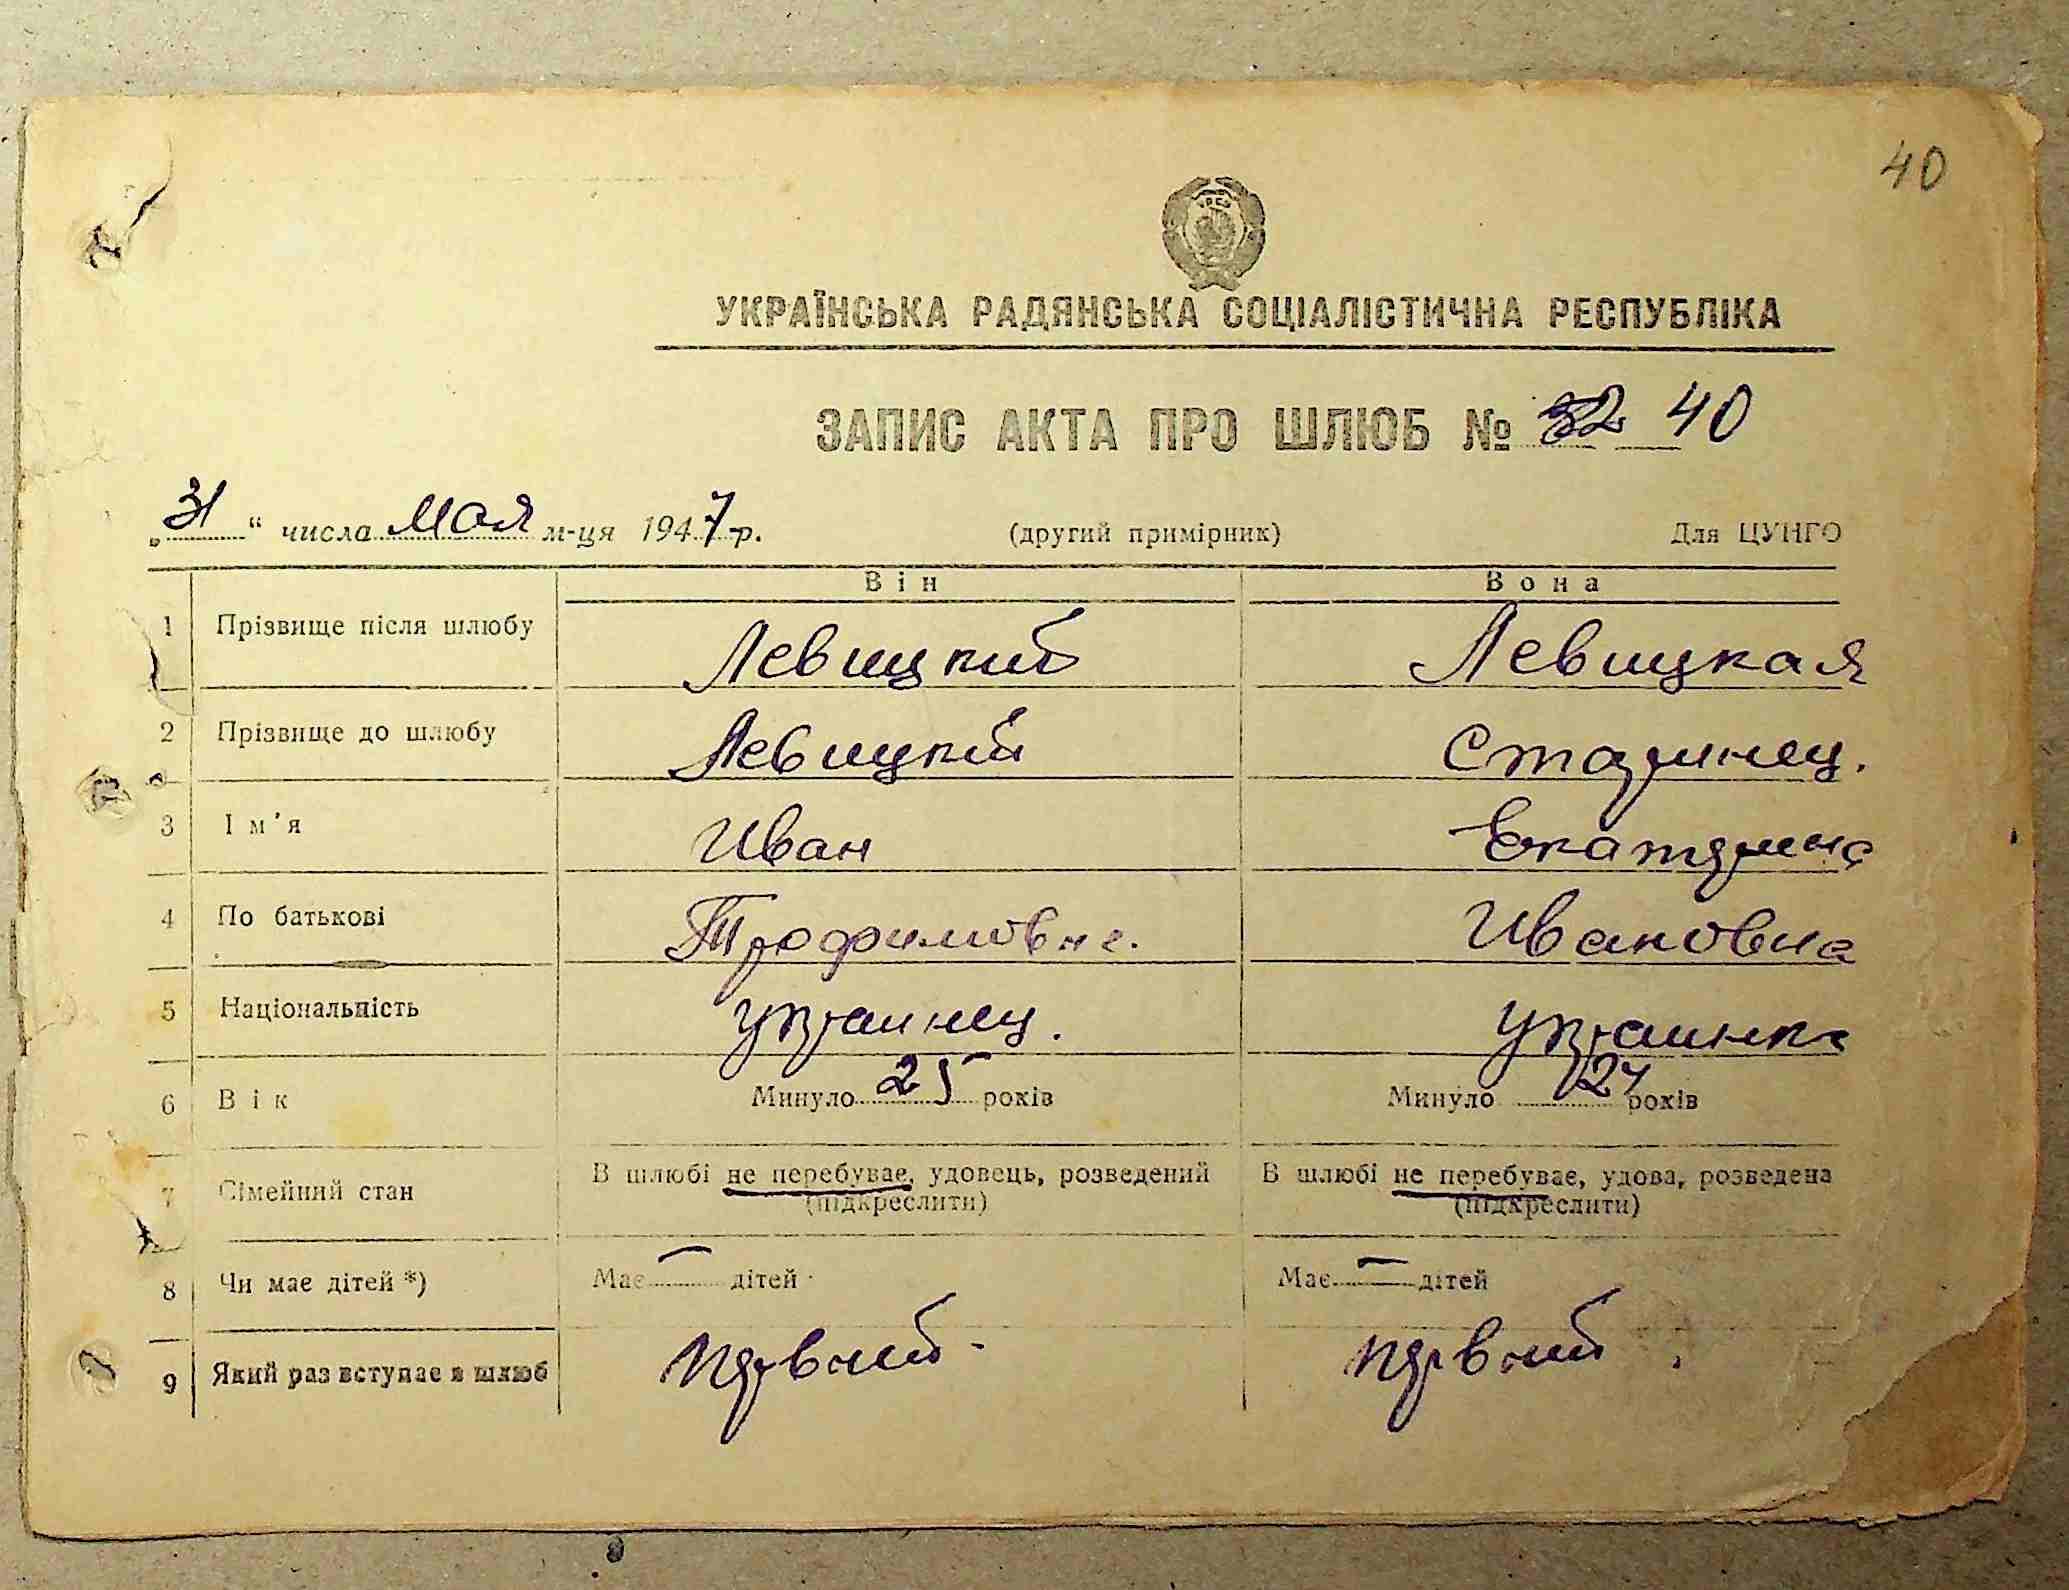 40
УКРАЇНСЬКА РАДЯНСЬКА СОЦІАЛІСТИЧНА РЕСПУБЛІКА
ЗАПИС АКТА ПРО ШЛЮБ № 40
„31“ числа мая м-ця 1947 р. (другий примірник) Для ЦУНГО
Він Вона
1 Прізвище після шлюбу Левицкий Левицкая
2 Прізвище до шлюбу Левицкий Старинец.
3 Ім'я Иван Екатерина
4 По батькові Трофимовие. Ивановна
5 Національність украинец. украинка
6 Вік Минуло 25 років Минуло 24 років
7 Сімейний стан В шлюбі не перебуває, удовець, розведений В шлюбі не перебуває, удова, розведена
(підкреслити) (підкреслити)
8 Чи має дітей *) Має — дітей Має — дітей
9 Який раз вступає в шлюб первый - первый .